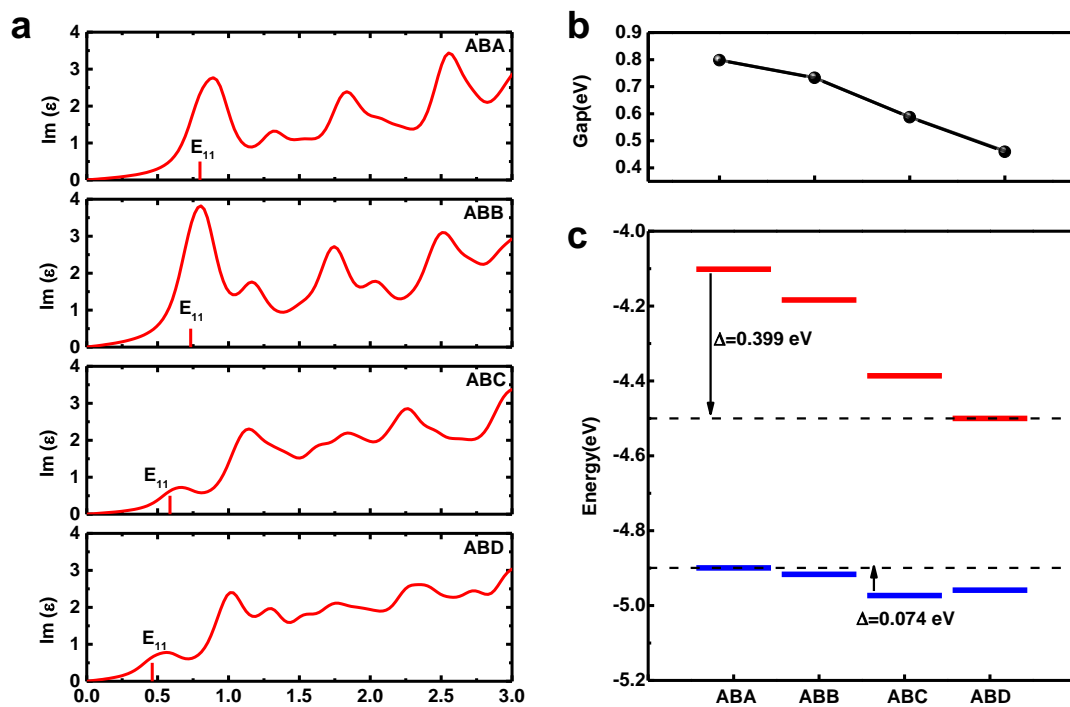 a
ABA
Im (ε)
4
3
2
1
0
E11
ABB
Im (ε)
4
3
2
1
0
E11
ABC
Im (ε)
4
3
2
1
0
E11
ABD
Im (ε)
4
3
2
1
0
E11
0.0 0.5 1.0 1.5 2.0 2.5 3.0
b
Gap(eV)
0.9
0.8
0.7
0.6
0.5
0.4
c
Energy(eV)
-4.0
-4.2
-4.4
-4.6
-4.8
-5.0
-5.2
Δ=0.399 eV
Δ=0.074 eV
ABA ABB ABC ABD